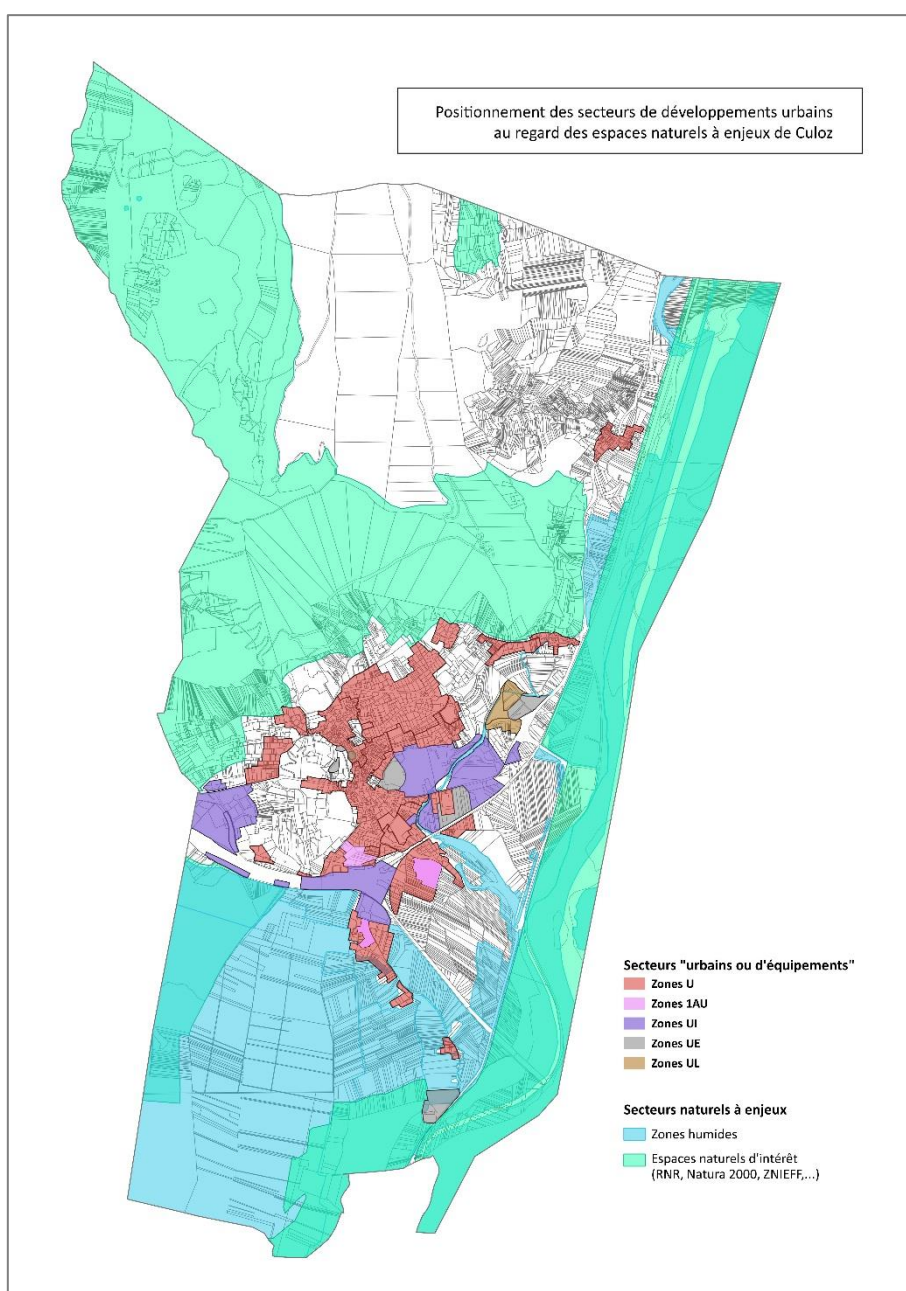 Positionnement des secteurs de développements urbains
au regard des espaces naturels à enjeux de Culoz
Secteurs "urbains ou d'équipements"
Zones U
Zones 1AU
Zones UI
Zones UE
Zones UL
Secteurs naturels à enjeux
Zones humides
Espaces naturels d'intérêt
(RNR, Natura 2000, ZNIEFF,...)